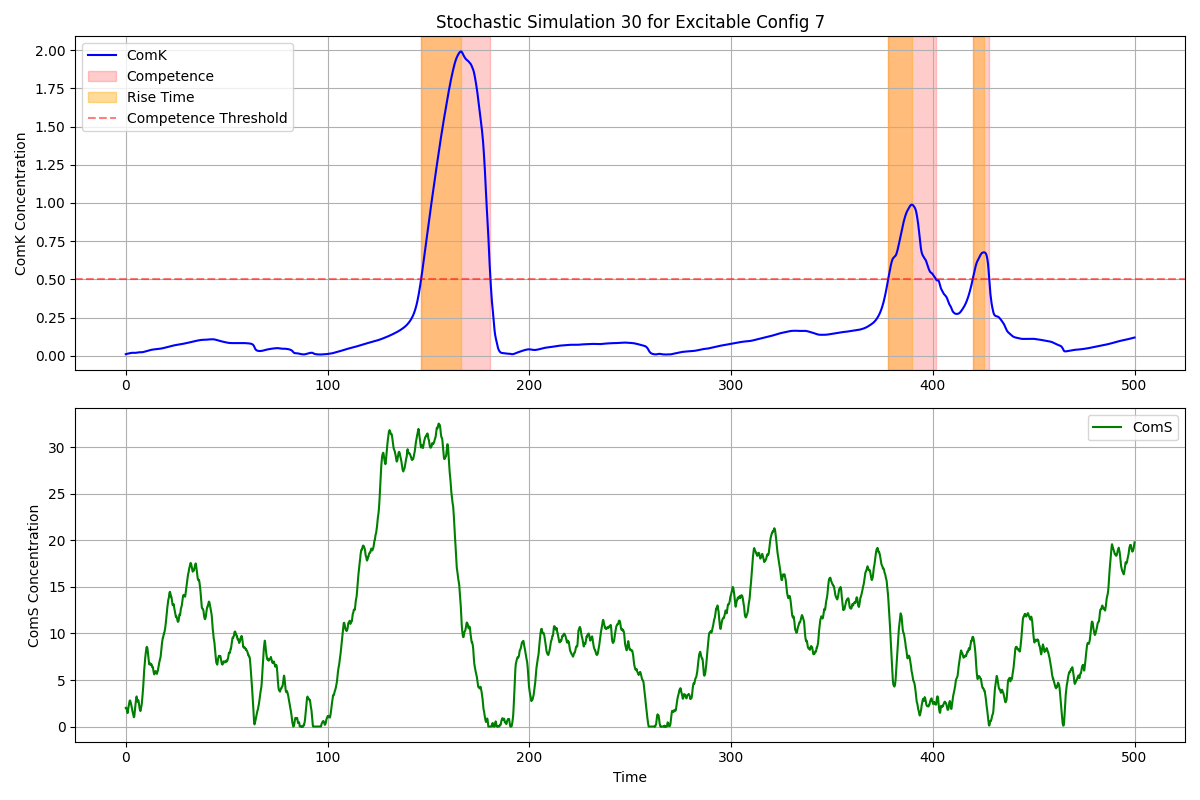 Stochastic Simulation 30 for Excitable Config 7
ComK Concentration
2.00
1.75
1.50
1.25
1.00
0.75
0.50
0.25
0.00
ComK
Competence
Rise Time
Competence Threshold
0 100 200 300 400 500
ComS Concentration
30
25
20
15
10
5
0
ComS
0 100 200 300 400 500
Time